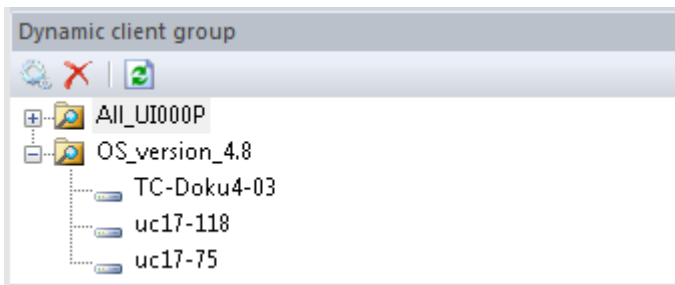 Dynamic client group
All_UI000P
OS_version_4.8
TC-Doku4-03
uc17-118
uc17-75